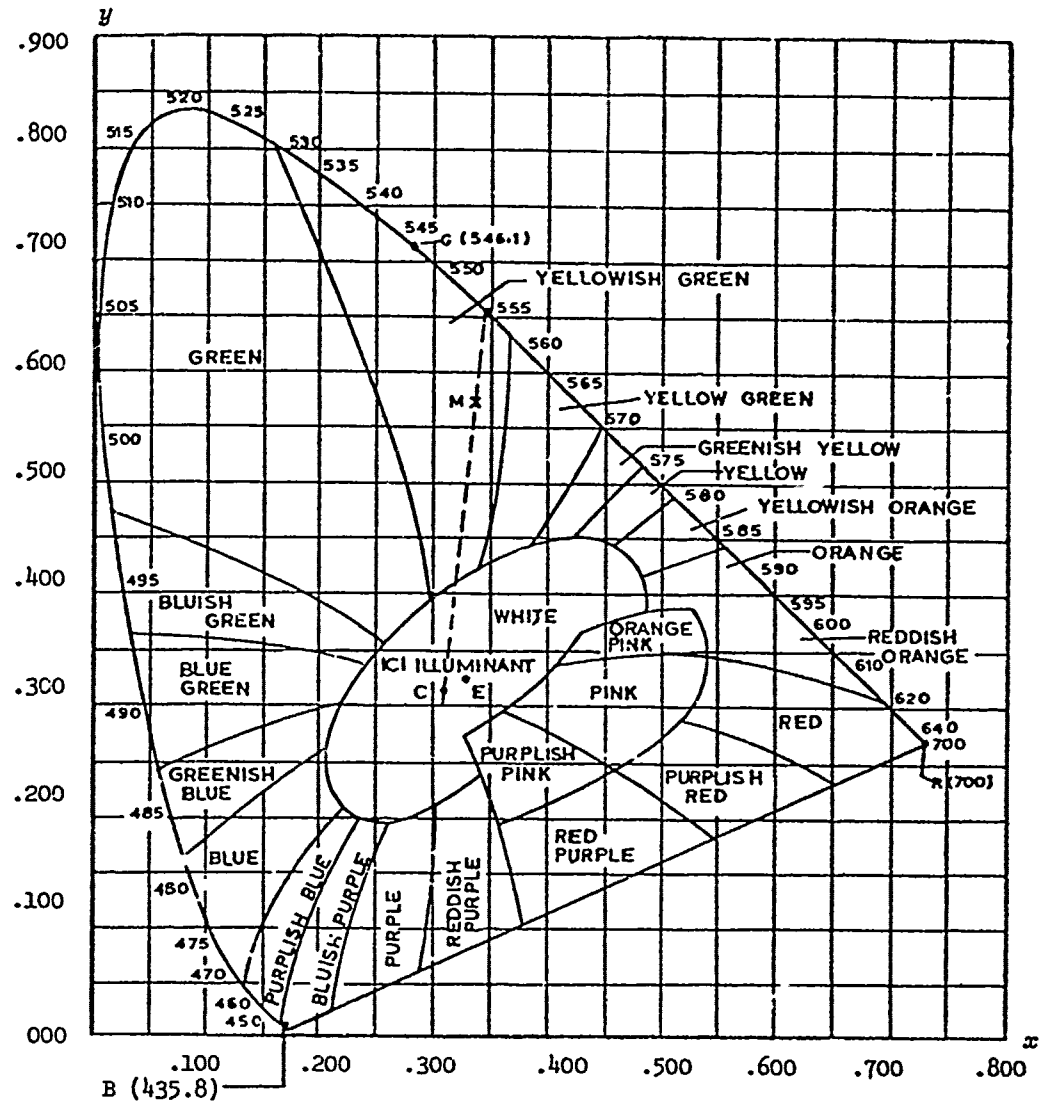 y
.900
520
525
.800
515
530
535
510
540
545
.700
G (546.1)
550
YELLOWISH GREEN
505
555
560
GREEN
.600
565
M
YELLOW GREEN
570
500
GREENISH YELLOW
.500
575
YELLOW
580
YELLOWISH ORANGE
585
ORANGE
.400
495
590
BLUISH
GREEN
WHITE
595
600
ORANGE
PINK
REDDISH
ORANGE
ICI ILLUMINANT
610
BLUE
GREEN
.300
C
E
PINK
620
490
RED
640
700
PURPLISH
PINK
GREENISH
BLUE
PURPLISH
RED
R (700)
.200
485
RED
PURPLE
BLUE
480
PURPLISH BLUE
BLUISH PURPLE
PURPLE
REDDISH
PURPLE
.100
475
470
460
450
000
x
.100
.200
.300
.400
.500
.600
.700
.800
B (435.8)